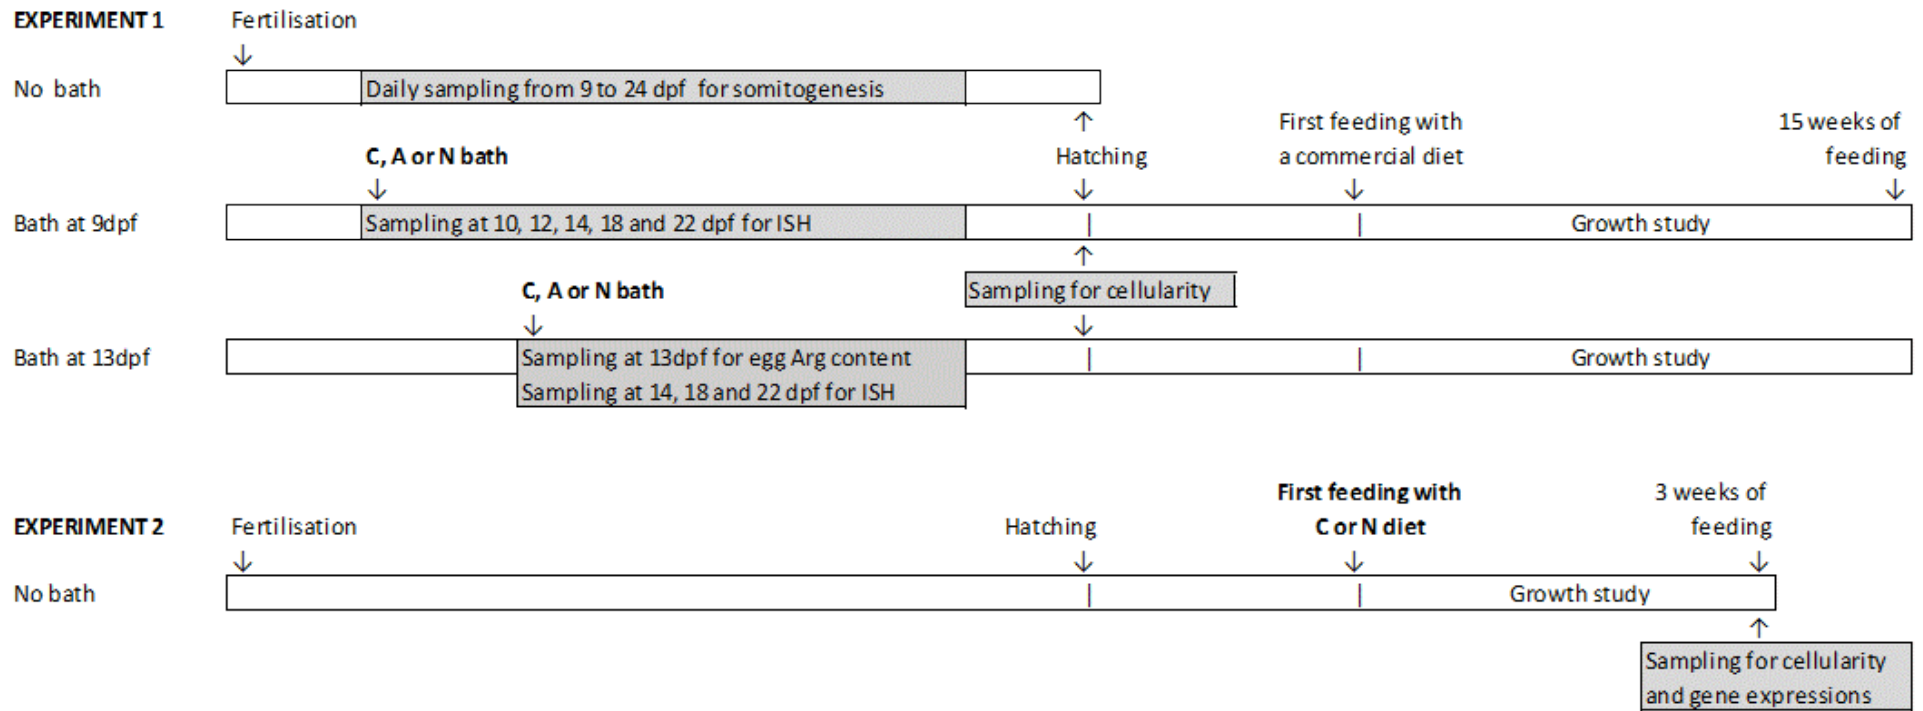 EXPERIMENT 1 Fertilisation
No bath Daily sampling from 9 to 24 dpf for somitogenesis
First feeding with 15 weeks of
C, A or N bath Hatching a commercial diet feeding
Bath at 9dpf Sampling at 10, 12, 14, 18 and 22 dpf for ISH Growth study
C, A or N bath Sampling for cellularity
Bath at 13dpf Sampling at 13dpf for egg Arg content Growth study
Sampling at 14, 18 and 22 dpf for ISH
First feeding with 3 weeks of
EXPERIMENT 2 Fertilisation Hatching C or N diet feeding
No bath Growth study
Sampling for cellularity
and gene expressions